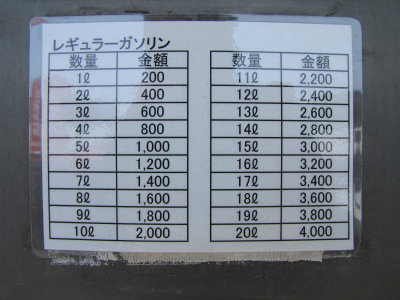 レギュラーガソリン
数量 金額
1ℓ 200
2ℓ 400
3ℓ 600
4ℓ 800
5ℓ 1,000
6ℓ 1,200
7ℓ 1,400
8ℓ 1,600
9ℓ 1,800
10ℓ 2,000
数量 金額
11ℓ 2,200
12ℓ 2,400
13ℓ 2,600
14ℓ 2,800
15ℓ 3,000
16ℓ 3,200
17ℓ 3,400
18ℓ 3,600
19ℓ 3,800
20ℓ 4,000